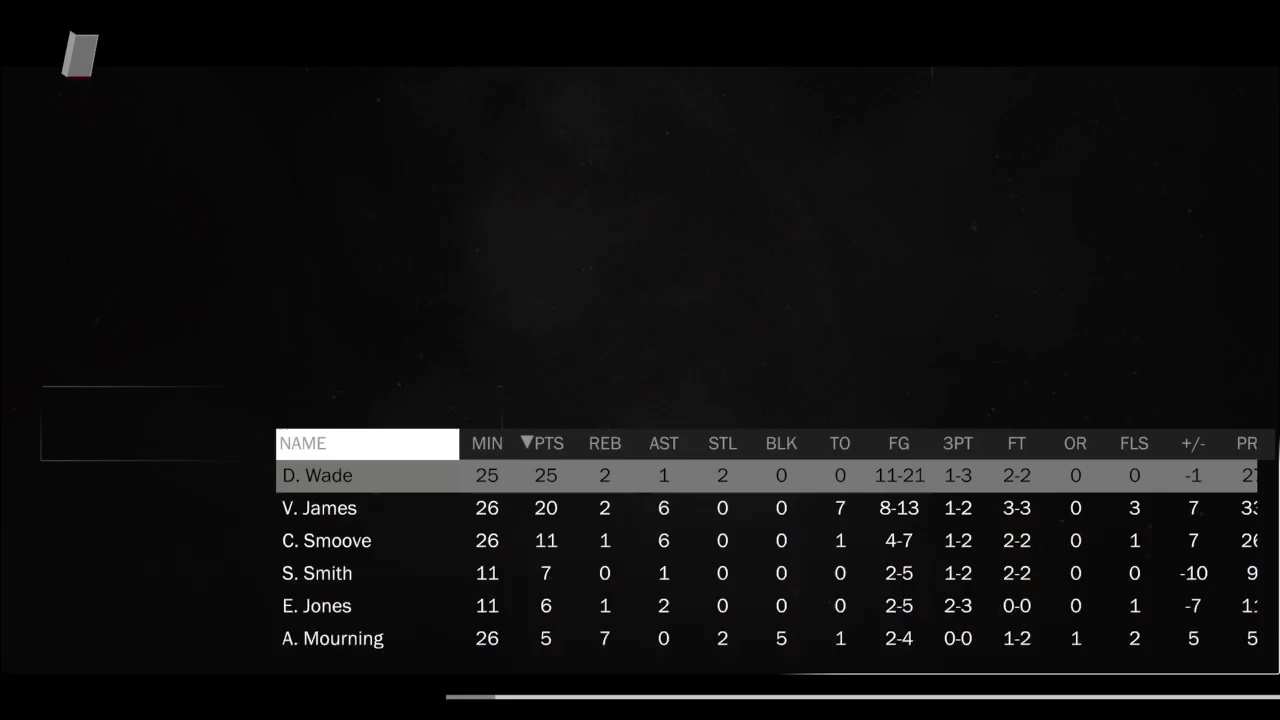 NAME MIN ▼PTS REB AST STL BLK TO FG 3PT FT OR FLS +/- PR
D. Wade 25 25 2 1 2 0 0 11-21 1-3 2-2 0 0 -1
V. James 26 20 2 6 0 0 7 8-13 1-2 3-3 0 3 7
C. Smoove 26 11 1 6 0 0 1 4-7 1-2 2-2 0 1 7
S. Smith 11 7 0 1 0 0 0 2-5 1-2 2-2 0 0 -10 9
E. Jones 11 6 1 2 0 0 0 2-5 2-3 0-0 0 1 -7
A. Mourning 26 5 7 0 2 5 1 2-4 0-0 1-2 1 2 5 5